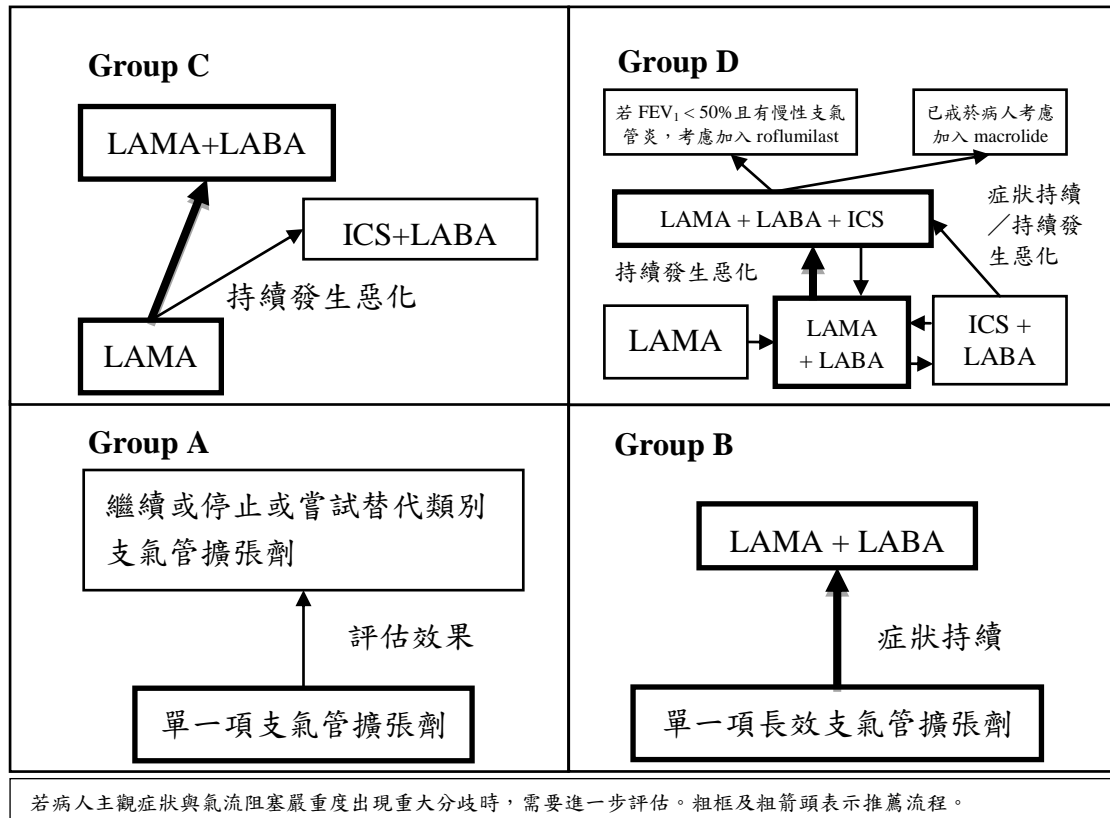 Group C
LAMA+LABA
ICS+LABA
持續發生惡化
LAMA
Group D
若 FEV₁ < 50%且有慢性支氣
管炎，考慮加入 roflumilast
已戒菸病人考慮
加入 macrolide
LAMA + LABA + ICS
症狀持續
／持續發
生惡化
持續發生惡化
LAMA
LAMA
+ LABA
ICS +
LABA
Group A
繼續或停止或嘗試替代類別
支氣管擴張劑
評估效果
單一項支氣管擴張劑
Group B
LAMA + LABA
症狀持續
單一項長效支氣管擴張劑
若病人主觀症狀與氣流阻塞嚴重度出現重大分歧時，需要進一步評估。粗框及粗箭頭表示推薦流程。